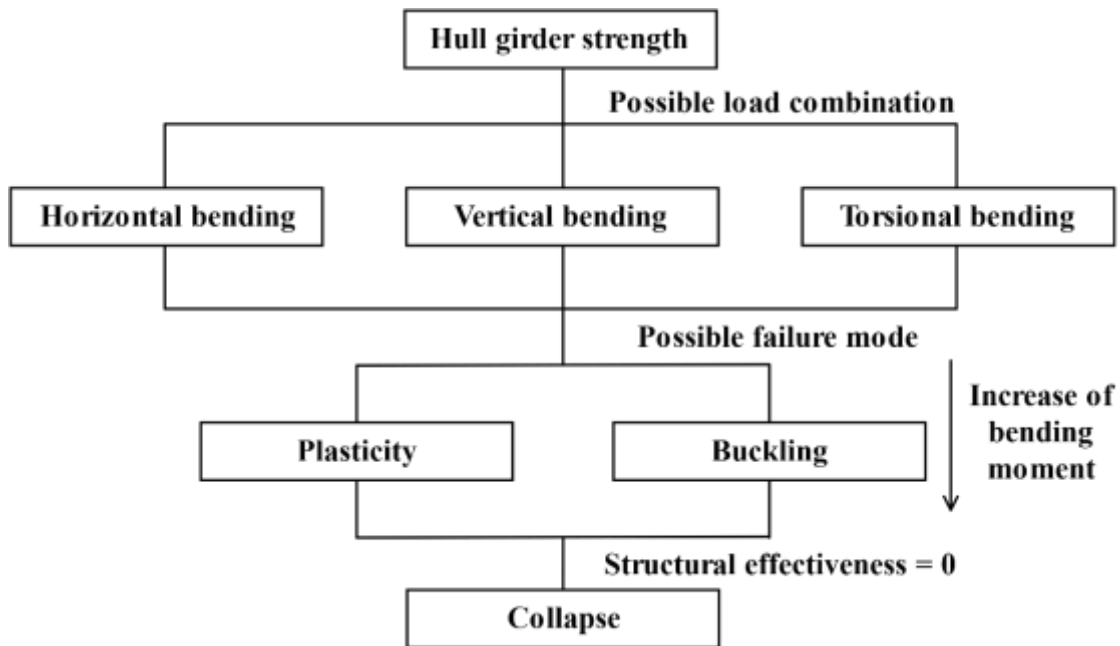 Hull girder strength
Possible load combination
Horizontal bending
Vertical bending
Torsional bending
Possible failure mode
Increase of
bending
moment
Plasticity
Buckling
Structural effectiveness = 0
Collapse